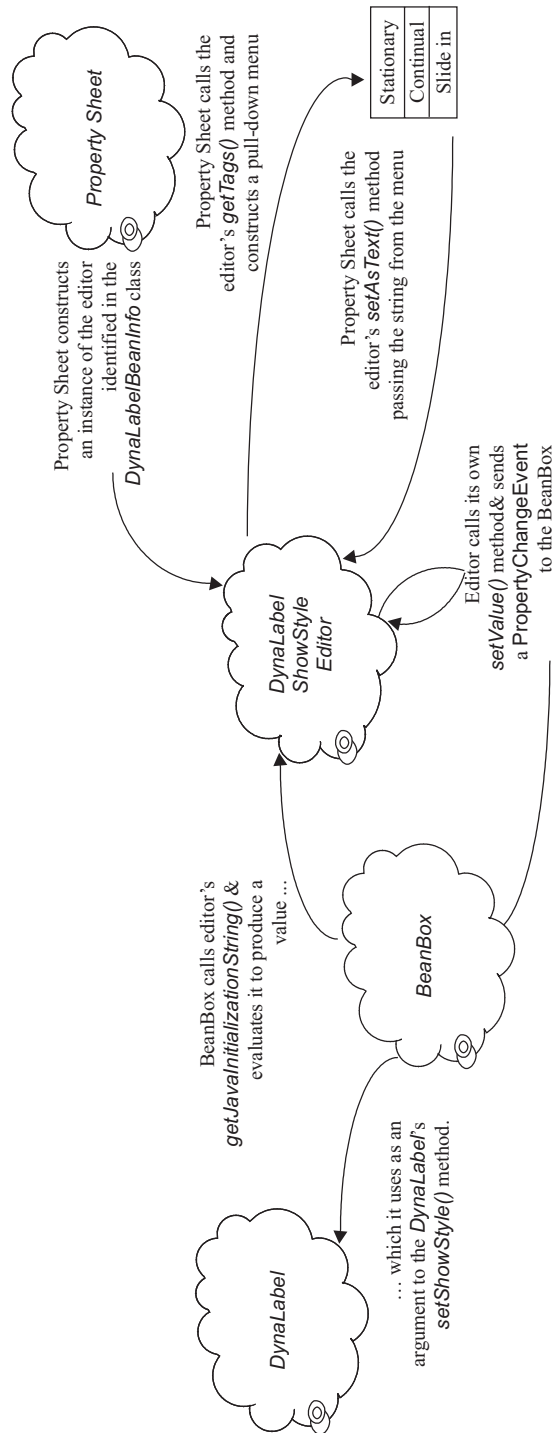 Property Sheet
Property Sheet constructs
an instance of the editor
identified in the
DynaLabelBeanInfo class
Property Sheet calls the
editor's getTags() method and
constructs a pull-down menu
Stationary
Continual
Slide in
Property Sheet calls the
editor's setAsText() method
passing the string from the menu
DynaLabel
ShowStyle
Editor
Editor calls its own
setValue() method& sends
a PropertyChangeEvent
to the BeanBox
BeanBox calls editor's
getJavaInitializationString() &
evaluates it to produce a
value ...
BeanBox
… which it uses as an
argument to the DynaLabel's
setShowStyle() method.
DynaLabel